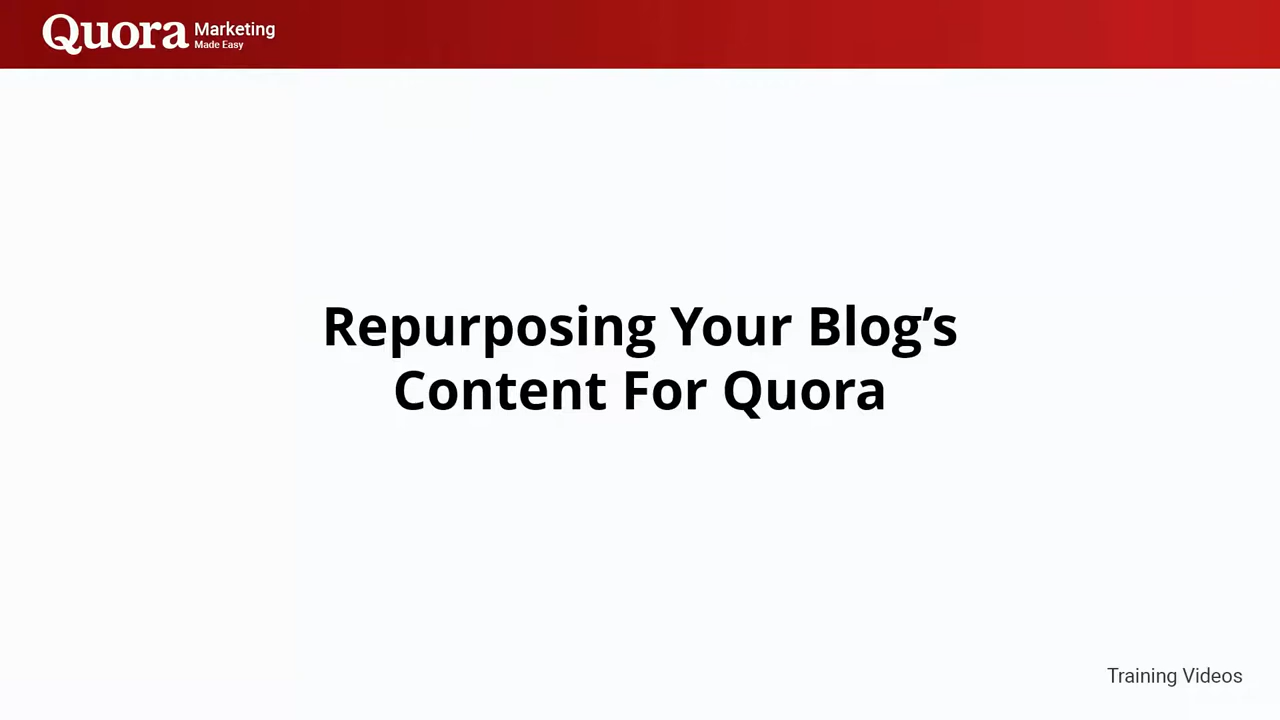 Quora Marketing
Made Easy
Repurposing Your Blog’s
Content For Quora
Training Videos